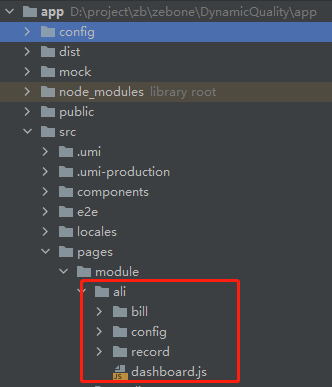 app D:\project\zb\zebone\DynamicQuality\app
config
dist
mock
node_modules library root
public
src
.umi
.umi-production
components
e2e
locales
pages
module
ali
bill
config
record
JS dashboard.js